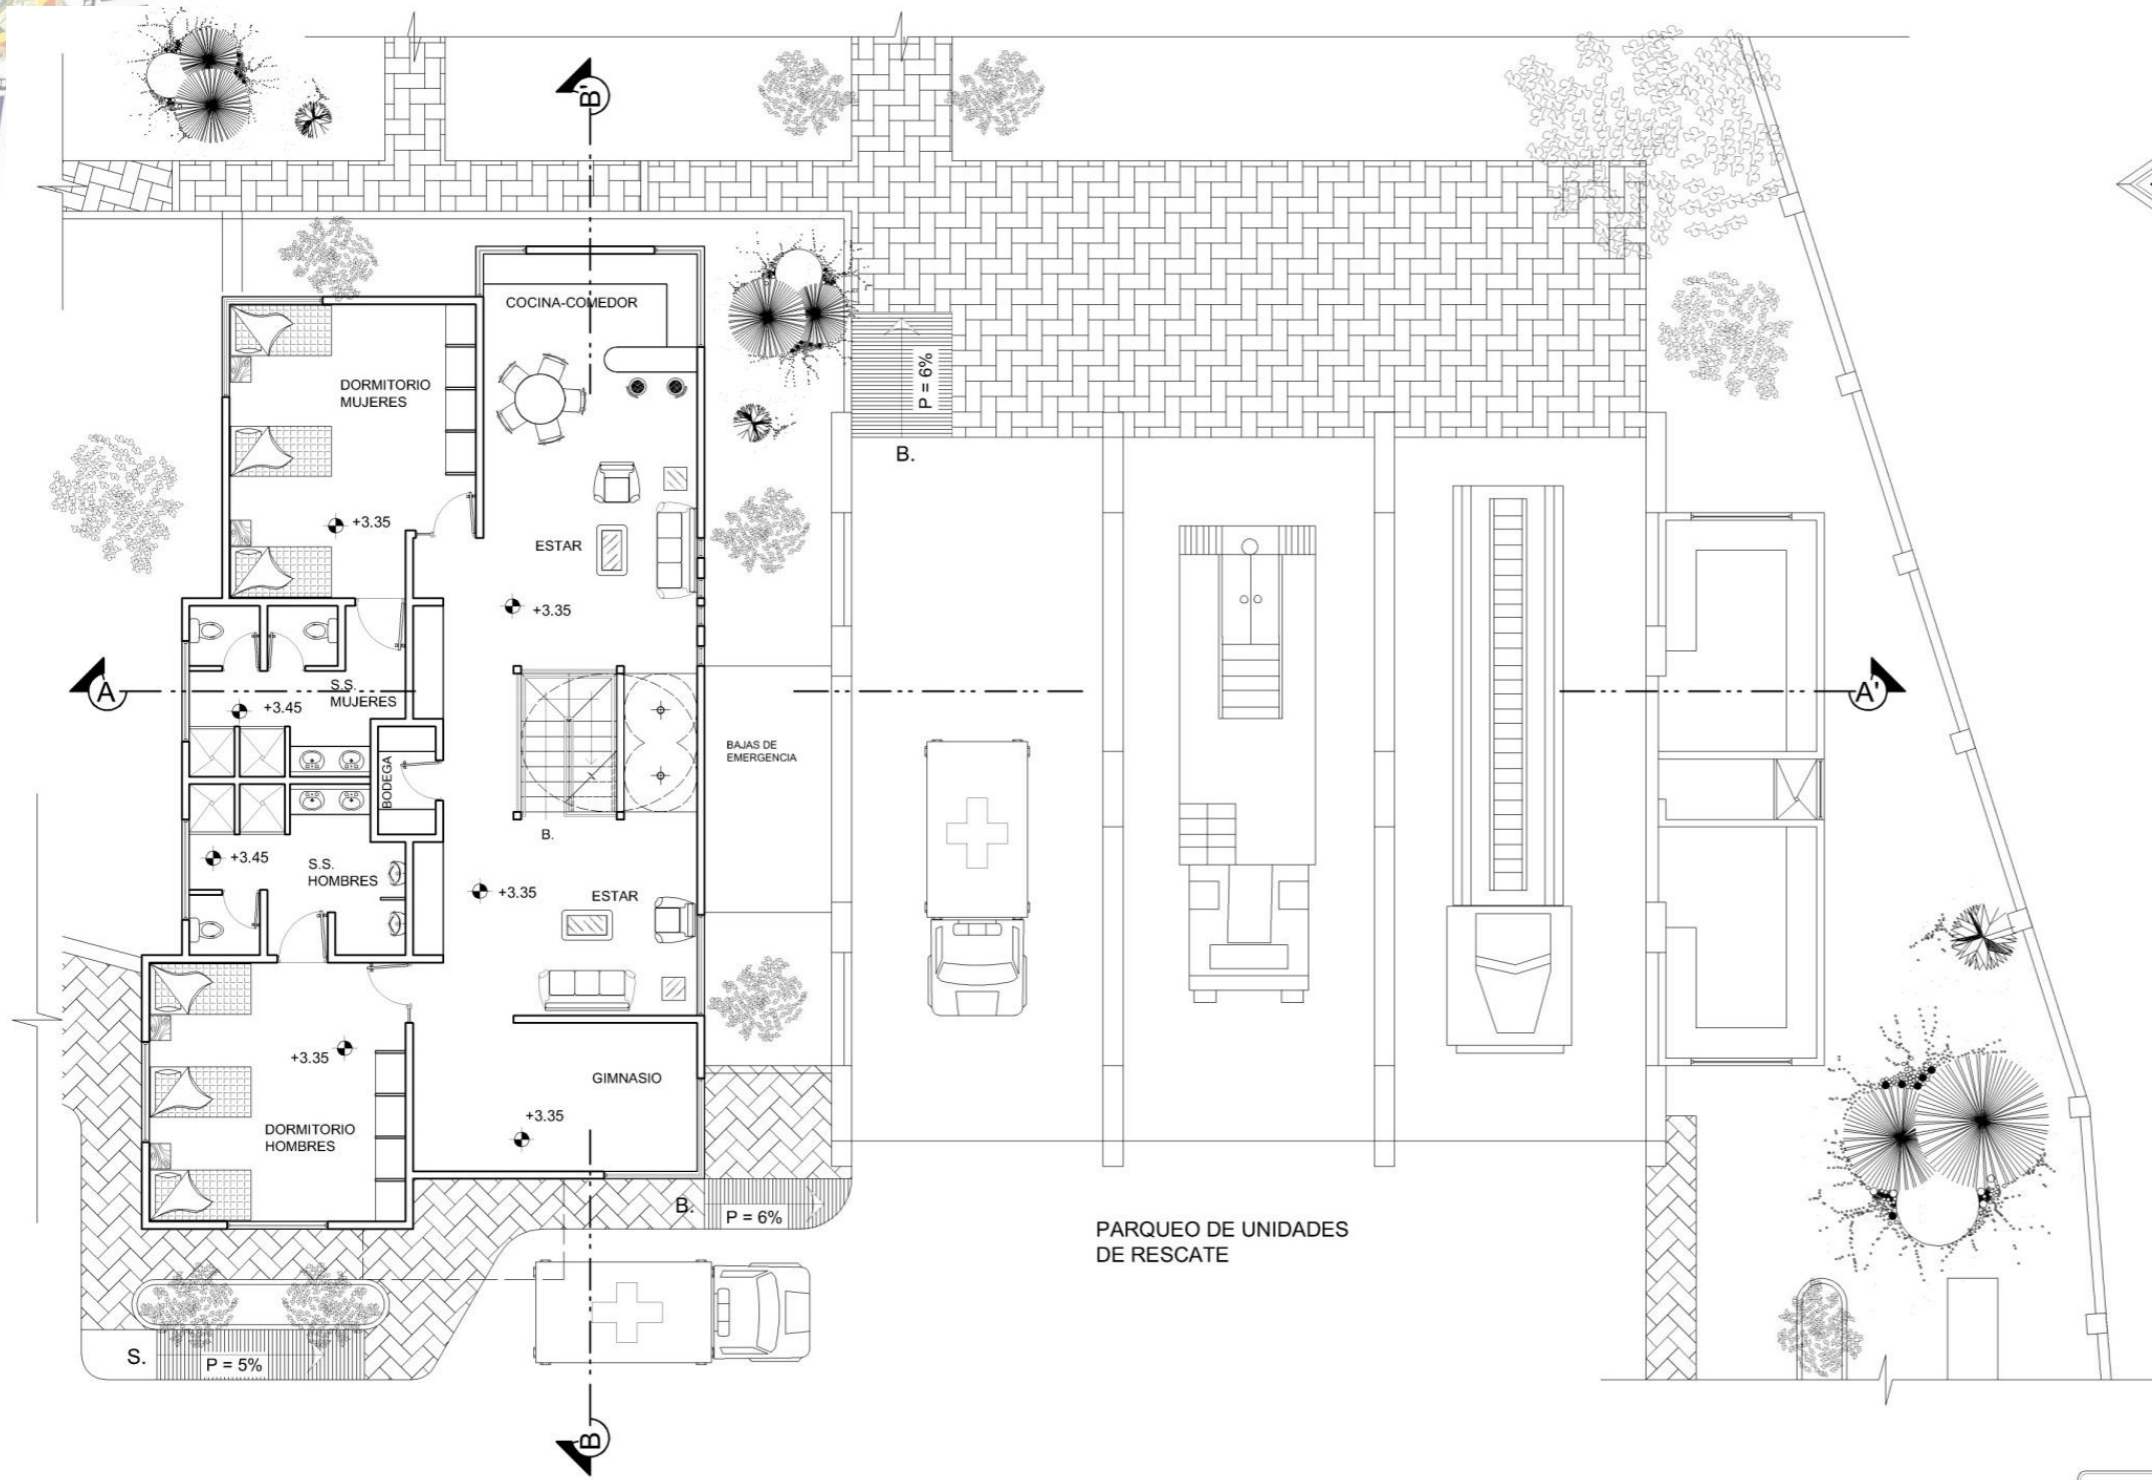 B'
COCINA-COMEDOR
DORMITORIO
MUJERES
P = 6%
B.
+3.35
ESTAR
+3.35
A
S.S.
MUJERES
+3.45
A'
BODEGA
BAJAS DE
EMERGENCIA
B.
+3.45
S.S.
HOMBRES
+3.35
ESTAR
+3.35
GIMNASIO
+3.35
DORMITORIO
HOMBRES
B.
P = 6%
PARQUEO DE UNIDADES
DE RESCATE
S.
P = 5%
B